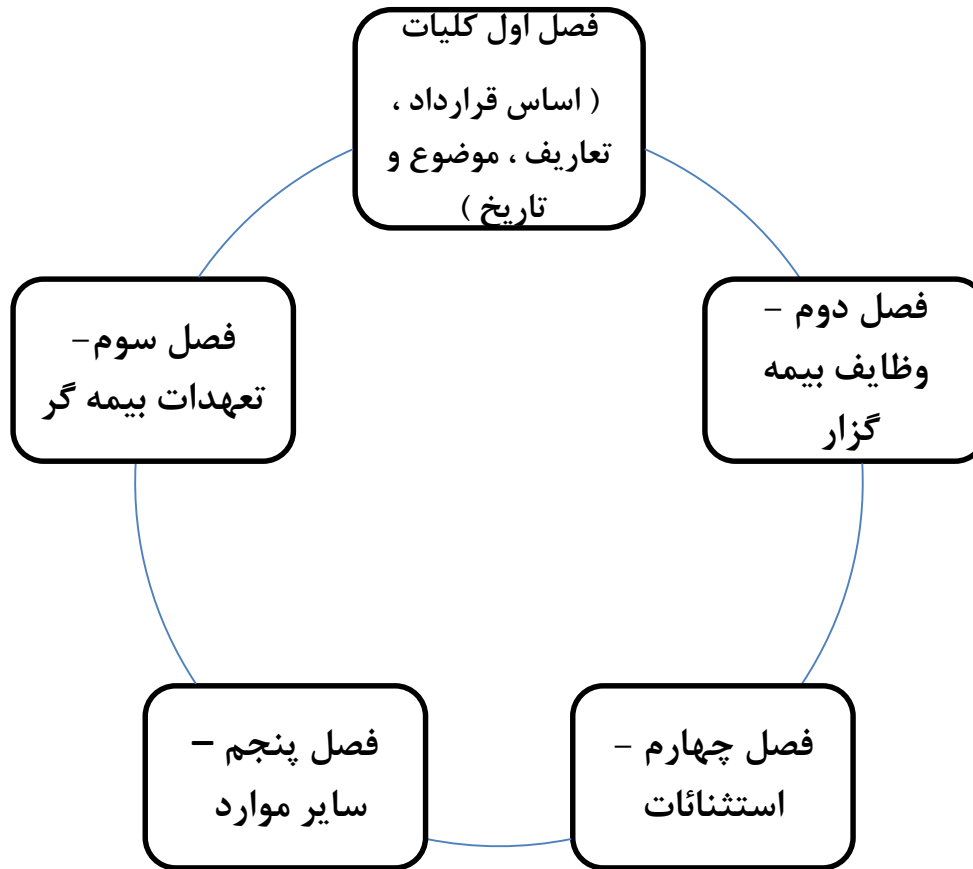 فصل اول کلیات
( اساس قرارداد ،
تعاریف ، موضوع و
تاریخ )
فصل دوم –
وظایف بیمه
گزار
فصل سوم–
تعهدات بیمه گر
فصل چهارم –
استثنائات
فصل پنجم –
سایر موارد